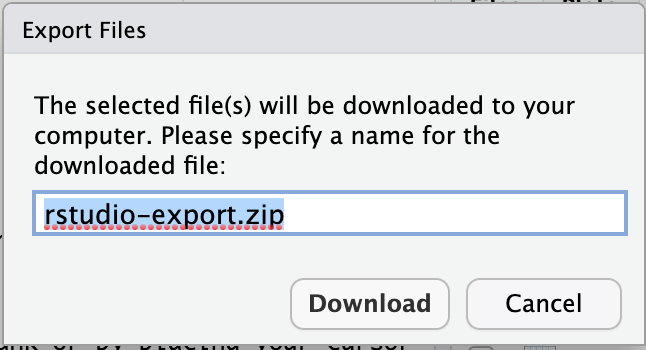 Export Files
The selected file(s) will be downloaded to your
computer. Please specify a name for the
downloaded file:
rstudio-export.zip
Download
Cancel